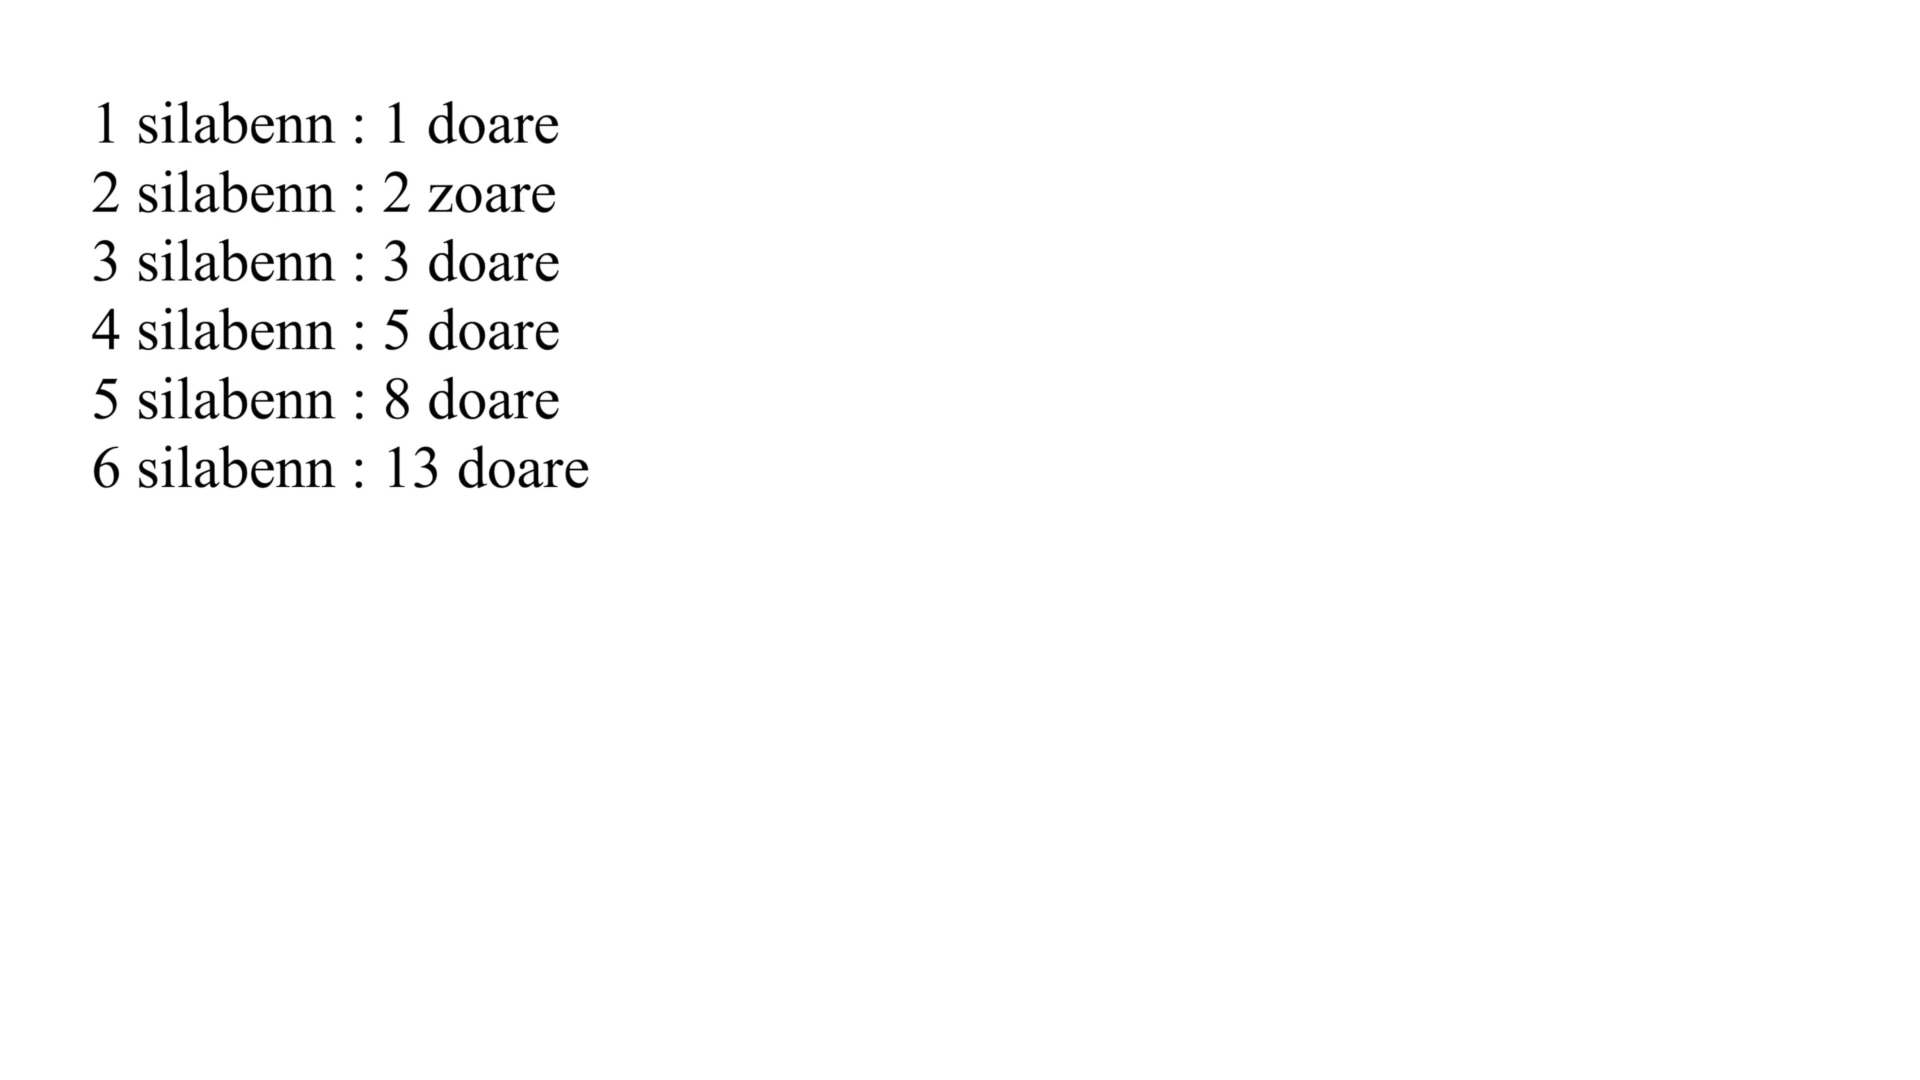 1 silabenn : 1 doare
2 silabenn : 2 zoare
3 silabenn : 3 doare
4 silabenn : 5 doare
5 silabenn : 8 doare
6 silabenn : 13 doare